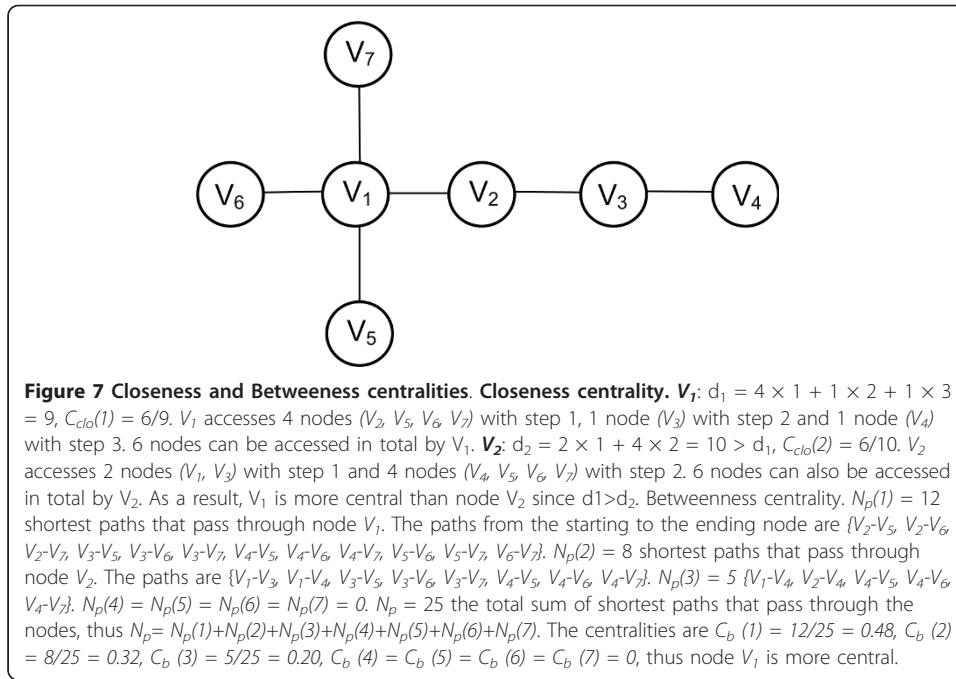 V₇
V₆ V₁ V₂ V₃ V₄
V₅
Figure 7 Closeness and Betweeness centralities. Closeness centrality. V₁: d₁ = 4 × 1 + 1 × 2 + 1 × 3
= 9, C_clo(1) = 6/9. V₁ accesses 4 nodes (V₂, V₅, V₆, V₇) with step 1, 1 node (V₃) with step 2 and 1 node (V₄)
with step 3. 6 nodes can be accessed in total by V₁. V₂: d₂ = 2 × 1 + 4 × 2 = 10 > d₁, C_clo(2) = 6/10. V₂
accesses 2 nodes (V₁, V₃) with step 1 and 4 nodes (V₄, V₅, V₆, V₇) with step 2. 6 nodes can also be accessed
in total by V₂. As a result, V₁ is more central than node V₂ since d1>d₂. Betweenness centrality. Nₚ(1) = 12
shortest paths that pass through node V₁. The paths from the starting to the ending node are {V₂-V₅, V₂-V₆,
V₂-V₇, V₃-V₅, V₃-V₆, V₃-V₇, V₄-V₅, V₄-V₆, V₄-V₇, V₅-V₆, V₅-V₇, V₆-V₇}. Nₚ(2) = 8 shortest paths that pass through
node V₂. The paths are {V₁-V₃, V₁-V₄, V₃-V₅, V₃-V₆, V₃-V₇, V₄-V₅, V₄-V₆, V₄-V₇}. Nₚ(3) = 5 {V₁-V₄, V₂-V₄, V₄-V₅, V₄-V₆,
V₄-V₇}. Nₚ(4) = Nₚ(5) = Nₚ(6) = Nₚ(7) = 0. Nₚ = 25 the total sum of shortest paths that pass through the
nodes, thus Nₚ= Nₚ(1)+Nₚ(2)+Nₚ(3)+Nₚ(4)+Nₚ(5)+Nₚ(6)+Nₚ(7). The centralities are C_b (1) = 12/25 = 0.48, C_b (2)
= 8/25 = 0.32, C_b (3) = 5/25 = 0.20, C_b (4) = C_b (5) = C_b (6) = C_b (7) = 0, thus node V₁ is more central.